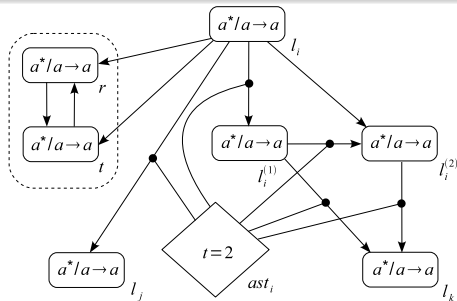 a*/a→a
l_i
a*/a→a
r
a*/a→a
t
a*/a→a
l_i^(1)
a*/a→a
l_i^(2)
t=2
ast_i
a*/a→a
l_j
a*/a→a
l_k